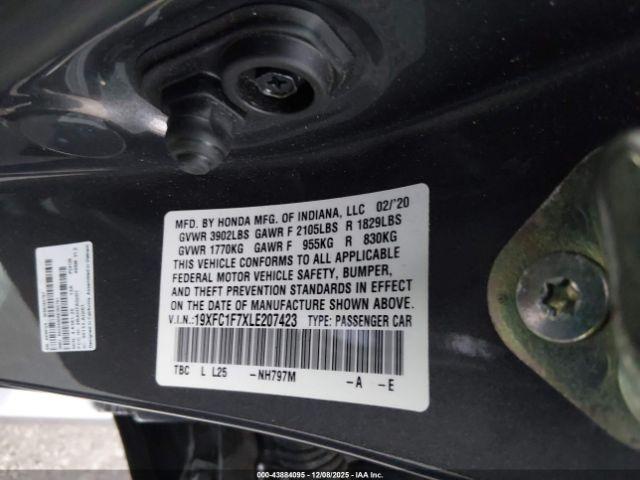 MFD. BY HONDA MFG. OF INDIANA, LLC 02/'20
GVWR 3902LBS GAWR F 2105LBS R 1829LBS
GVWR 1770KG GAWR F 955KG R 830KG
THIS VEHICLE CONFORMS TO ALL APPLICABLE
FEDERAL MOTOR VEHICLE SAFETY, BUMPER,
AND THEFT PREVENTION STANDARDS IN EFFECT
ON THE DATE OF MANUFACTURE SHOWN ABOVE.
V.I.N.:19XFC1F7XLE207423 TYPE: PASSENGER CAR
TBC L L25 -NH797M -A -E
000-43884095 | 12/08/2025 | IAA Inc.